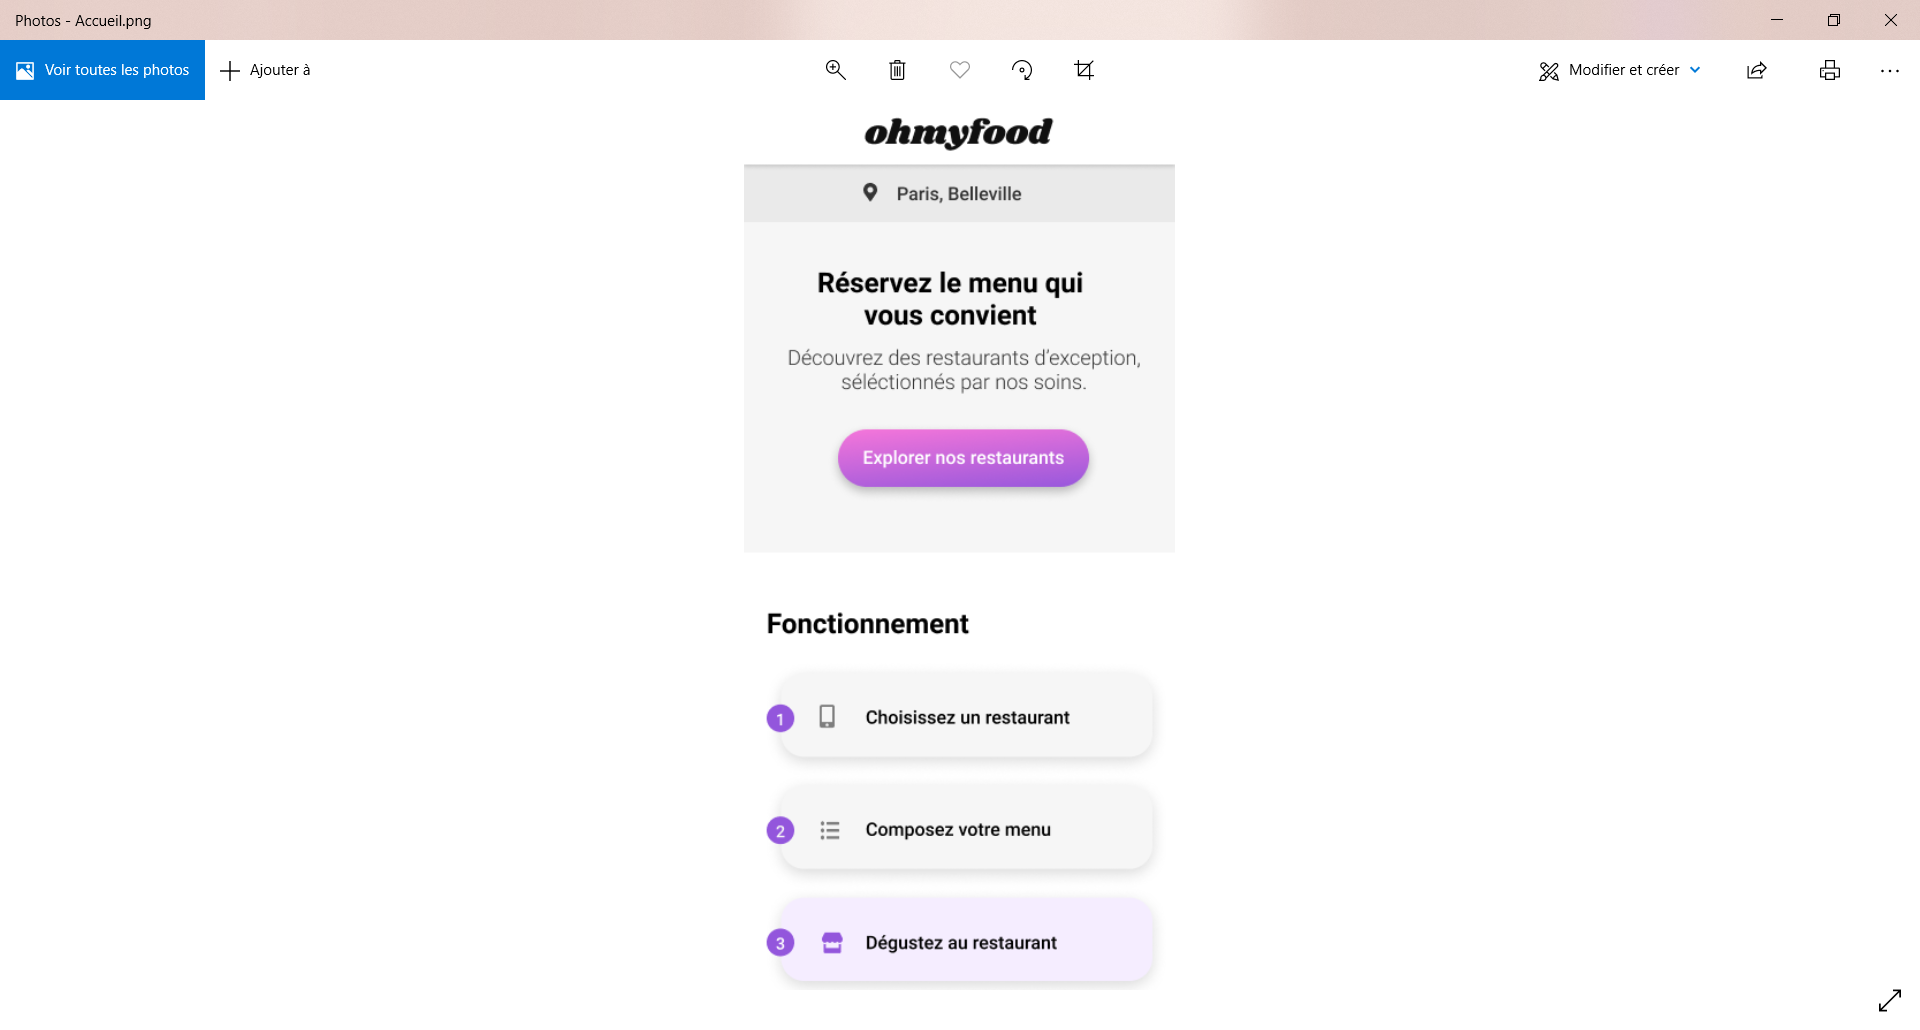 Photos - Accueil.png
Voir toutes les photos
Ajouter à
Modifier et créer
ohmyfood
Paris, Belleville
Réservez le menu qui
vous convient
Découvrez des restaurants d'exception,
séléctionnés par nos soins.
Explorer nos restaurants
Fonctionnement
1 Choisissez un restaurant
2 Composez votre menu
3 Dégustez au restaurant